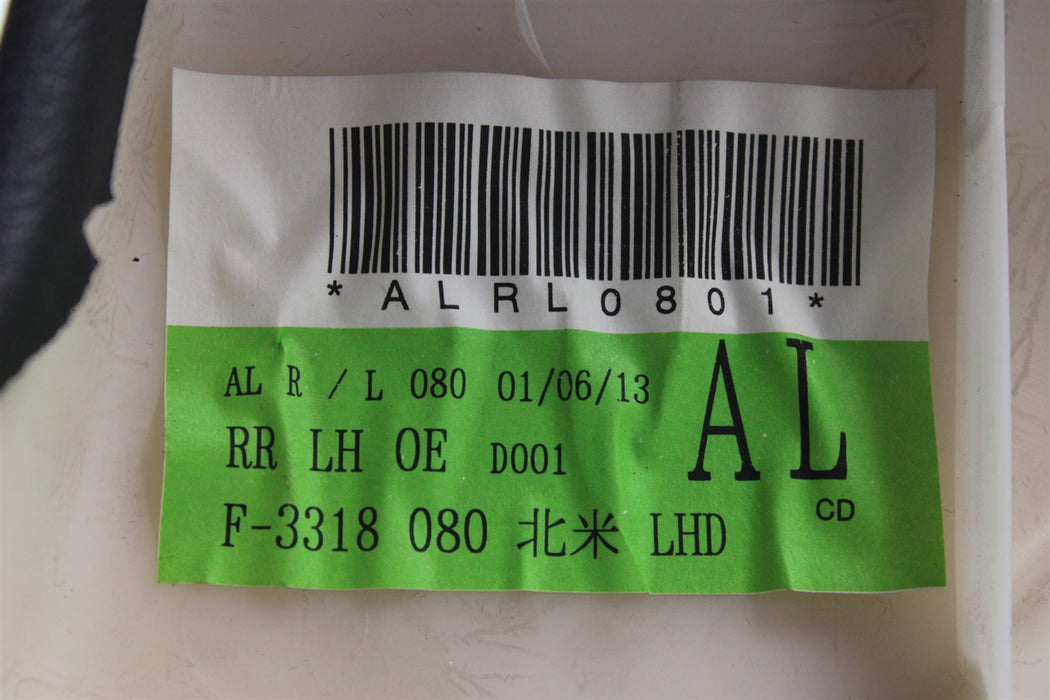 *ALRL0801*
AL R / L 080 01/06/13 AL
RR LH OE D001
CD
F-3318 080 北米 LHD